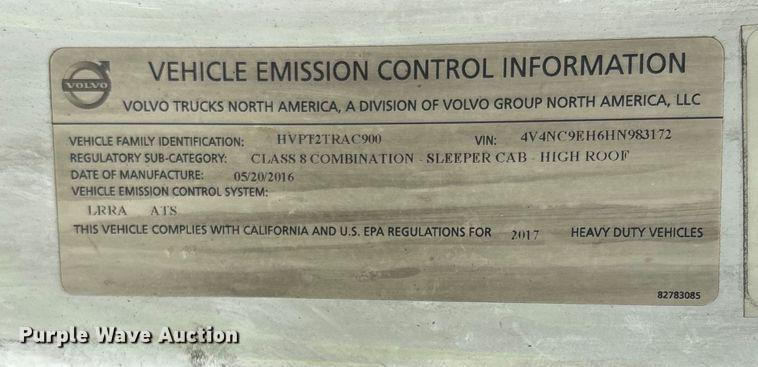 VOLVO
VEHICLE EMISSION CONTROL INFORMATION
VOLVO TRUCKS NORTH AMERICA, A DIVISION OF VOLVO GROUP NORTH AMERICA, LLC
VEHICLE FAMILY IDENTIFICATION: HVPT2TRAC900 VIN: 4V4NC9EH6HN983172
REGULATORY SUB-CATEGORY: CLASS 8 COMBINATION - SLEEPER CAB - HIGH ROOF
DATE OF MANUFACTURE: 05/20/2016
VEHICLE EMISSION CONTROL SYSTEM:
LRRA ATS
THIS VEHICLE COMPLIES WITH CALIFORNIA AND U.S. EPA REGULATIONS FOR 2017 HEAVY DUTY VEHICLES
82783085
Purple Wave Auction